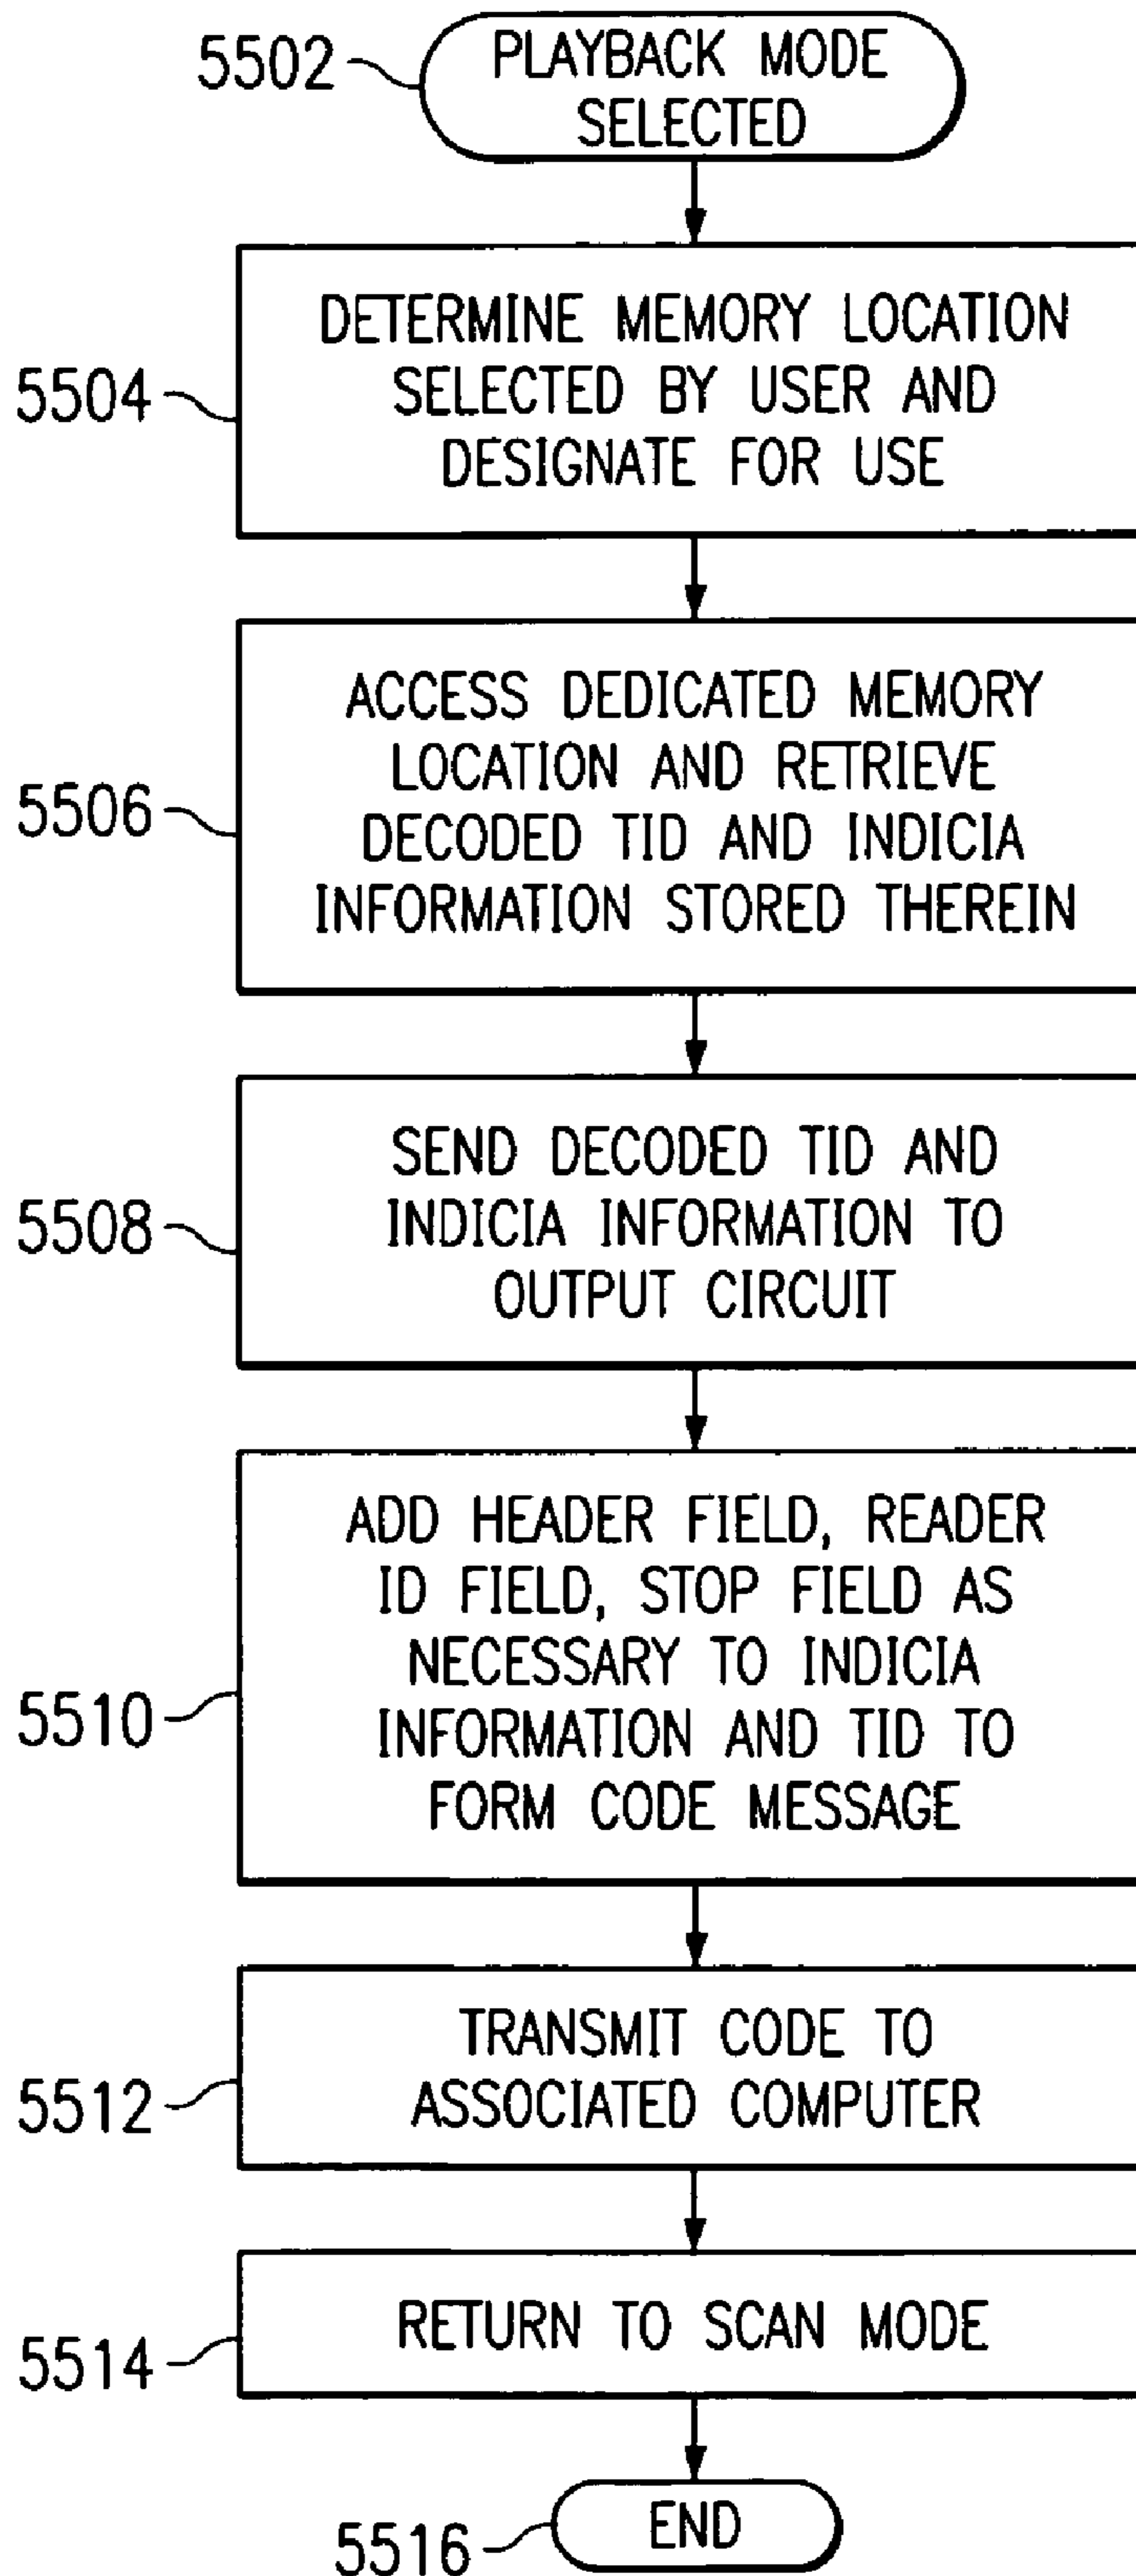 5502
PLAYBACK MODE
SELECTED
5504
DETERMINE MEMORY LOCATION
SELECTED BY USER AND
DESIGNATE FOR USE
5506
ACCESS DEDICATED MEMORY
LOCATION AND RETRIEVE
DECODED TID AND INDICIA
INFORMATION STORED THEREIN
5508
SEND DECODED TID AND
INDICIA INFORMATION TO
OUTPUT CIRCUIT
5510
ADD HEADER FIELD, READER
ID FIELD, STOP FIELD AS
NECESSARY TO INDICIA
INFORMATION AND TID TO
FORM CODE MESSAGE
5512
TRANSMIT CODE TO
ASSOCIATED COMPUTER
5514
RETURN TO SCAN MODE
5516
END